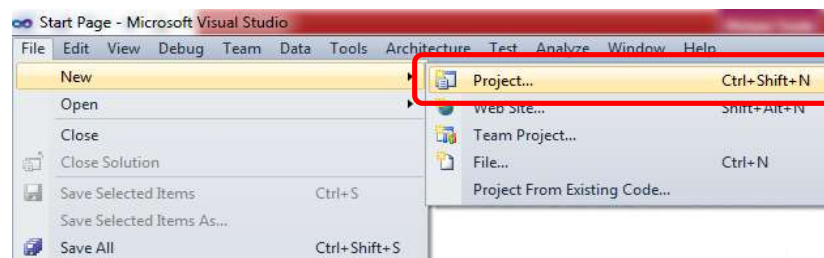 Start Page - Microsoft Visual Studio
File Edit View Debug Team Data Tools Architecture Test Analyze Window Help
New
Open
Close
Close Solution
Save Selected Items Ctrl+S
Save Selected Items As...
Save All Ctrl+Shift+S
Project... Ctrl+Shift+N
Web Site... Shift+Alt+N
Team Project...
File... Ctrl+N
Project From Existing Code...